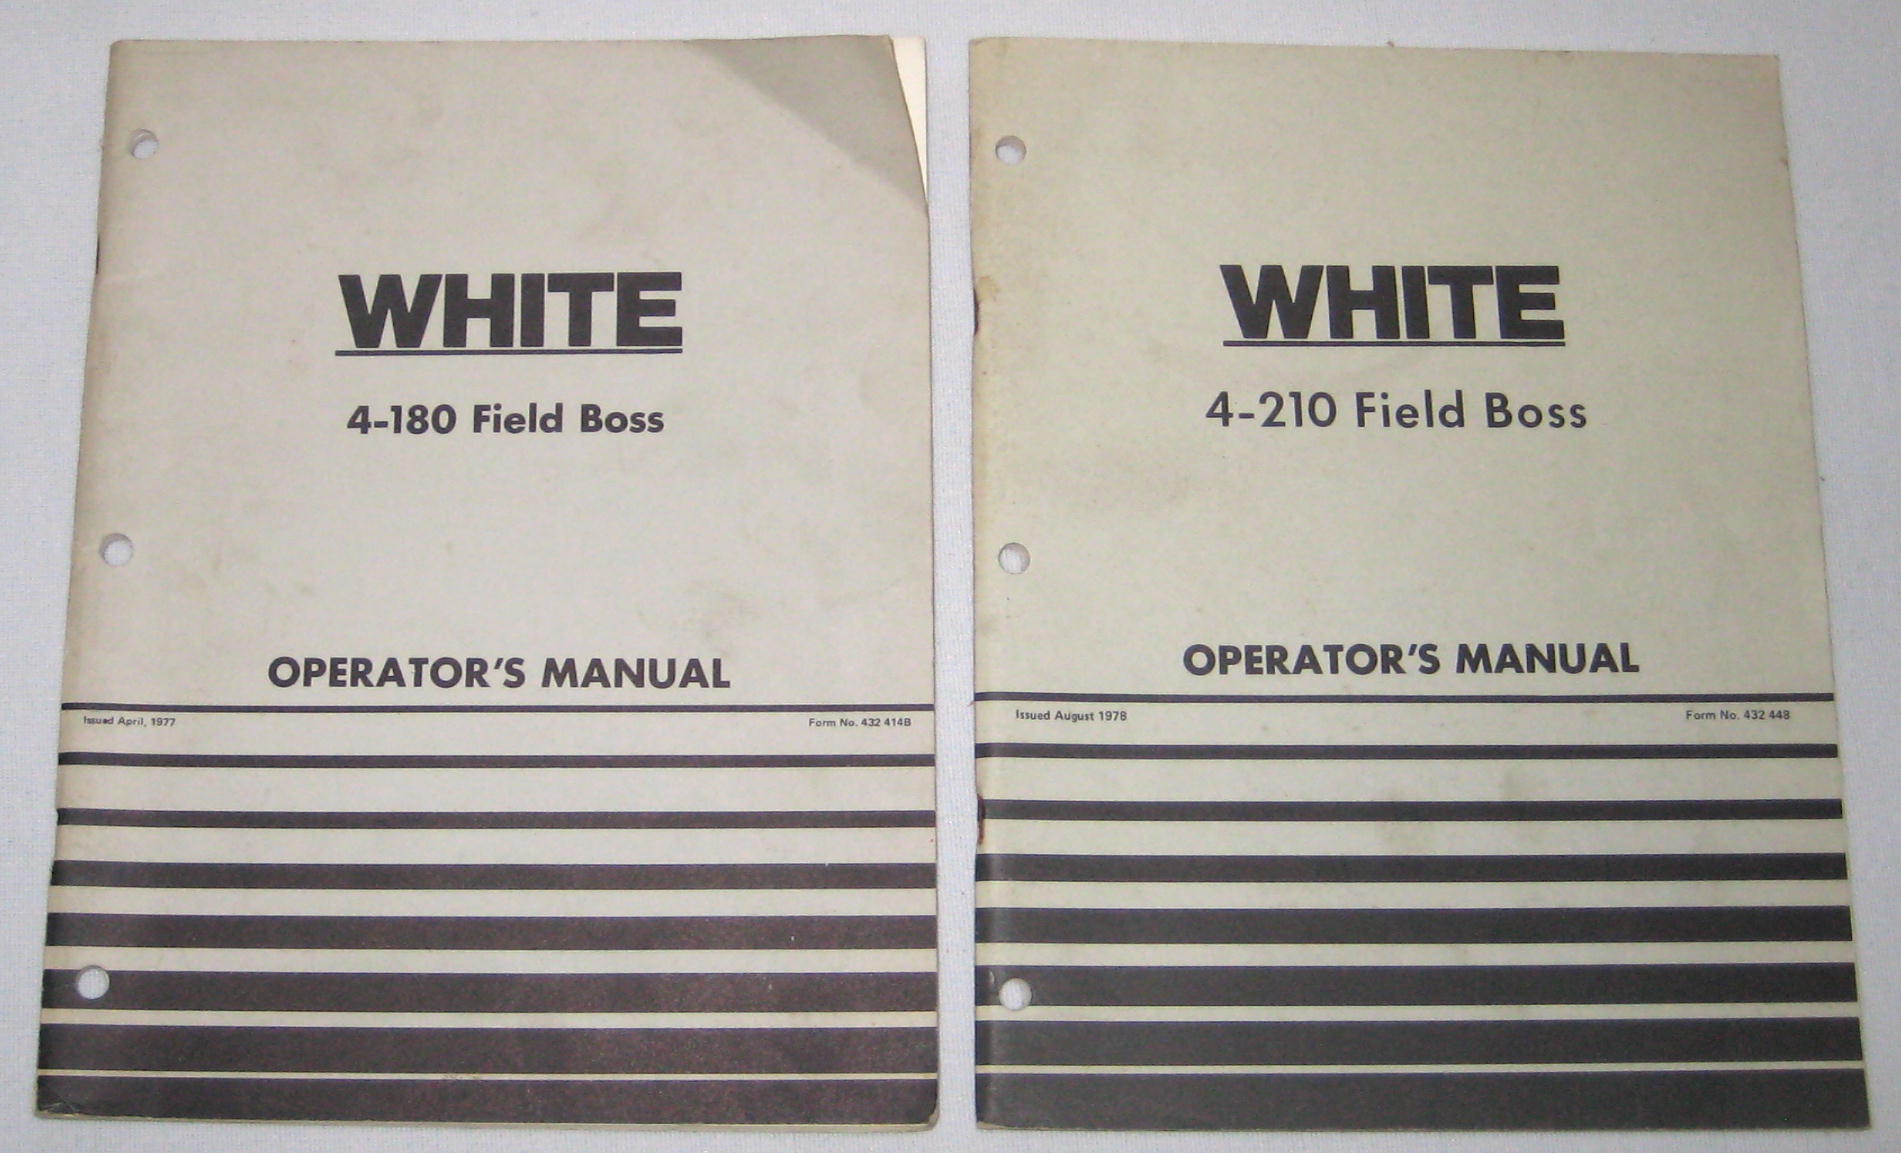 WHITE
4-180 Field Boss
OPERATOR'S MANUAL
Issued April, 1977
Form No. 432 414B
WHITE
4-210 Field Boss
OPERATOR'S MANUAL
Issued August 1978
Form No. 432 448